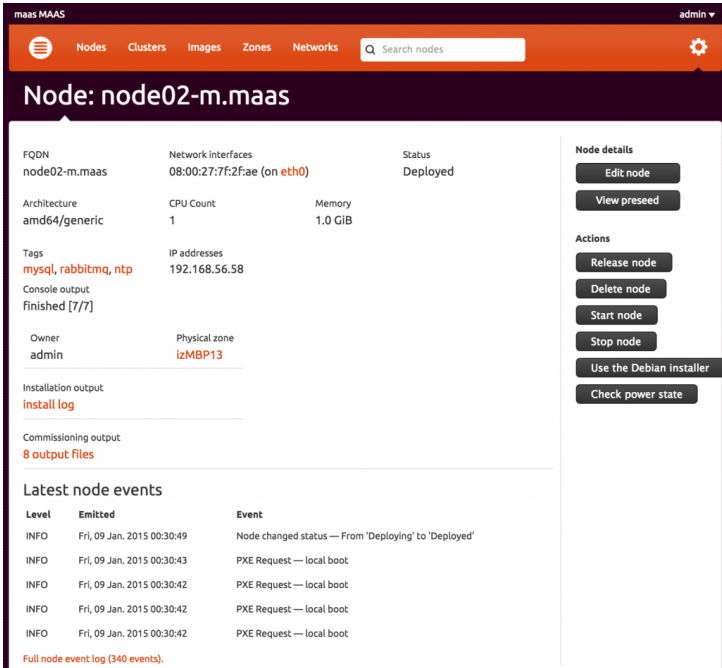 maas MAAS
admin ▾
Nodes Clusters Images Zones Networks Search nodes
Node: node02-m.maas
FQDN Network interfaces Status
node02-m.maas 08:00:27:7f:2f:ae (on eth0) Deployed
Architecture CPU Count Memory
amd64/generic 1 1.0 GiB
Tags IP addresses
mysql, rabbitmq, ntp 192.168.56.58
Console output
finished [7/7]
Owner Physical zone
admin izMBP13
Installation output
install log
Commissioning output
8 output files
Latest node events
Level Emitted Event
INFO Fri, 09 Jan. 2015 00:30:49 Node changed status — From 'Deploying' to 'Deployed'
INFO Fri, 09 Jan. 2015 00:30:43 PXE Request — local boot
INFO Fri, 09 Jan. 2015 00:30:42 PXE Request — local boot
INFO Fri, 09 Jan. 2015 00:30:42 PXE Request — local boot
INFO Fri, 09 Jan. 2015 00:30:42 PXE Request — local boot
Full node event log (340 events).
Node details
Edit node
View preseed
Actions
Release node
Delete node
Start node
Stop node
Use the Debian installer
Check power state